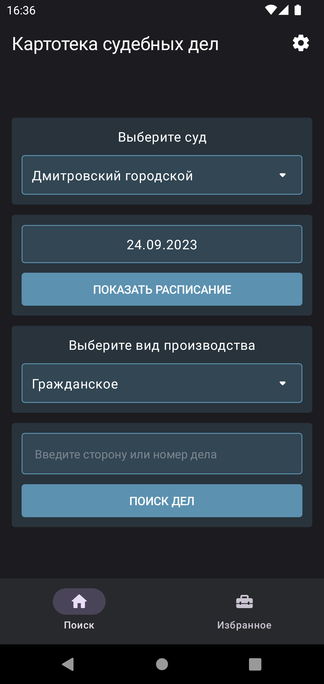 16:36
Картотека судебных дел
Выберите суд
Дмитровский городской
24.09.2023
ПОКАЗАТЬ РАСПИСАНИЕ
Выберите вид производства
Гражданское
Введите сторону или номер дела
ПОИСК ДЕЛ
Поиск
Избранное